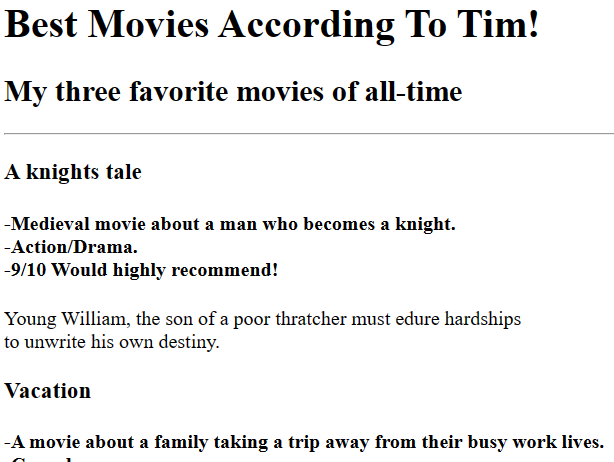 Best Movies According To Tim!
My three favorite movies of all-time
A knights tale
-Medieval movie about a man who becomes a knight.
-Action/Drama.
-9/10 Would highly recommend!
Young William, the son of a poor thratcher must edure hardships
to unwrite his own destiny.
Vacation
-A movie about a family taking a trip away from their busy work lives.